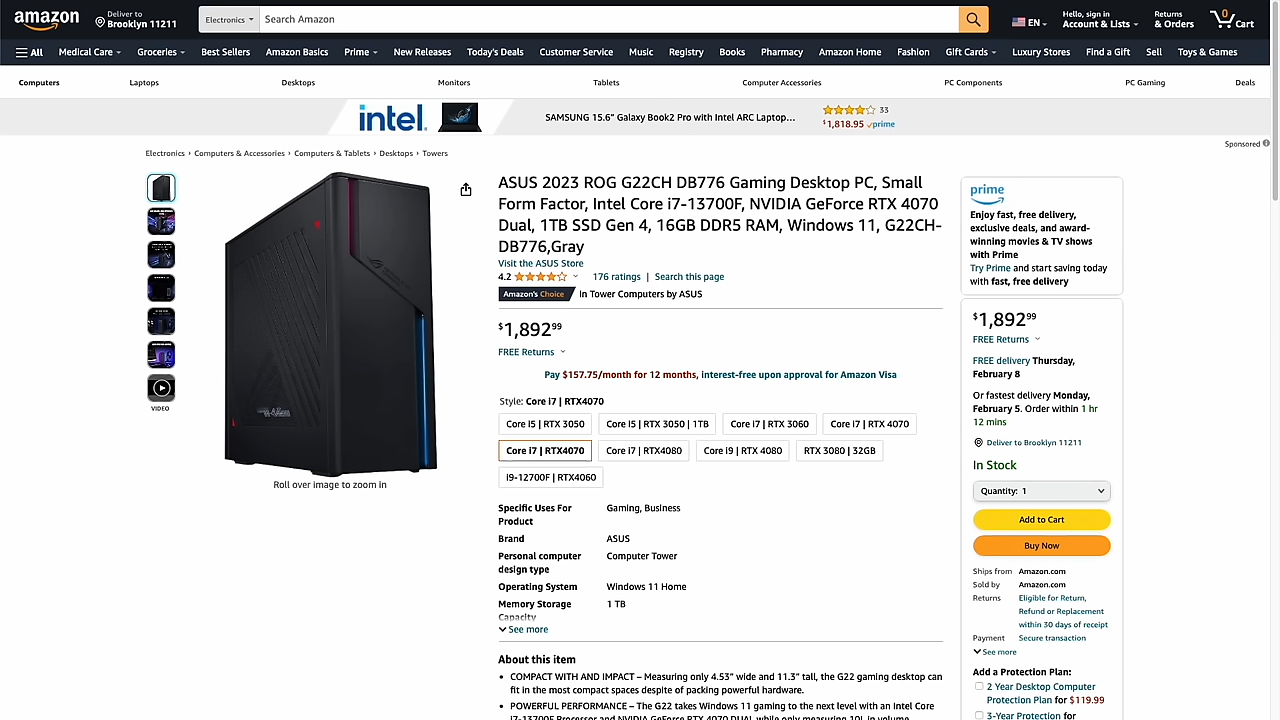 amazon
Deliver to
Brooklyn 11211
Electronics
Search Amazon
EN
Hello, sign in
Account & Lists
Returns
& Orders
0
Cart
All
Medical Care
Groceries
Best Sellers
Amazon Basics
Prime
New Releases
Today's Deals
Customer Service
Music
Registry
Books
Pharmacy
Amazon Home
Fashion
Gift Cards
Luxury Stores
Find a Gift
Sell
Toys & Games
Computers
Laptops
Desktops
Monitors
Tablets
Computer Accessories
PC Components
PC Gaming
Deals
intel.
SAMSUNG 15.6" Galaxy Book2 Pro with Intel ARC Laptop...
33
$1,818.95 prime
Sponsored
Electronics › Computers & Accessories › Computers & Tablets › Desktops › Towers
VIDEO
Roll over image to zoom in
ASUS 2023 ROG G22CH DB776 Gaming Desktop PC, Small
Form Factor, Intel Core i7-13700F, NVIDIA GeForce RTX 4070
Dual, 1TB SSD Gen 4, 16GB DDR5 RAM, Windows 11, G22CH-
DB776,Gray
Visit the ASUS Store
4.2
176 ratings | Search this page
Amazon's Choice in Tower Computers by ASUS
$1,892.99
FREE Returns
Pay $157.75/month for 12 months, interest-free upon approval for Amazon Visa
Style: Core i7 | RTX4070
Core i5 | RTX 3050
Core i5 | RTX 3050 | 1TB
Core i7 | RTX 3060
Core i7 | RTX 4070
Core i7 | RTX4070
Core i7 | RTX4080
Core i9 | RTX 4080
RTX 3080 | 32GB
i9-12700F | RTX4060
Specific Uses For
Product
Gaming, Business
Brand
ASUS
Personal computer
design type
Computer Tower
Operating System
Windows 11 Home
Memory Storage
Capacity
1 TB
See more
About this item
• COMPACT WITH AND IMPACT – Measuring only 4.53" wide and 11.3" tall, the G22 gaming desktop can
fit in the most compact spaces despite of packing powerful hardware.
• POWERFUL PERFORMANCE – The G22 takes Windows 11 gaming to the next level with an Intel Core
i7-13700F Processor and NVIDIA GeForce RTX 4070 DUAL while only measuring 10L in volume
prime
Enjoy fast, free delivery,
exclusive deals, and award-
winning movies & TV shows
with Prime
Try Prime and start saving today
with fast, free delivery
$1,892.99
FREE Returns
FREE delivery Thursday,
February 8
Or fastest delivery Monday,
February 5. Order within 1 hr
12 mins
Deliver to Brooklyn 11211
In Stock
Quantity: 1
Add to Cart
Buy Now
Ships from Amazon.com
Sold by Amazon.com
Returns Eligible for Return,
Refund or Replacement
within 30 days of receipt
Payment Secure transaction
See more
Add a Protection Plan:
2 Year Desktop Computer
Protection Plan for $119.99
3-Year Protection for